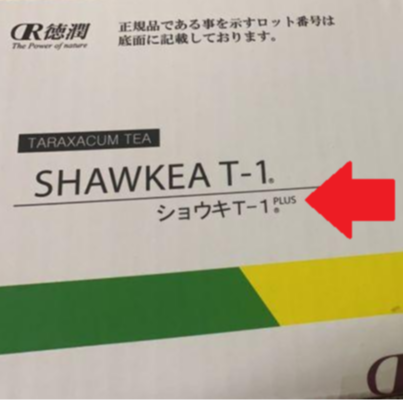 CR徳潤
The Power of nature
正規品である事を示すロット番号は
底面に記載しております。
TARAXACUM TEA
SHAWKEA T-1®
ショウキT-1 PLUS®